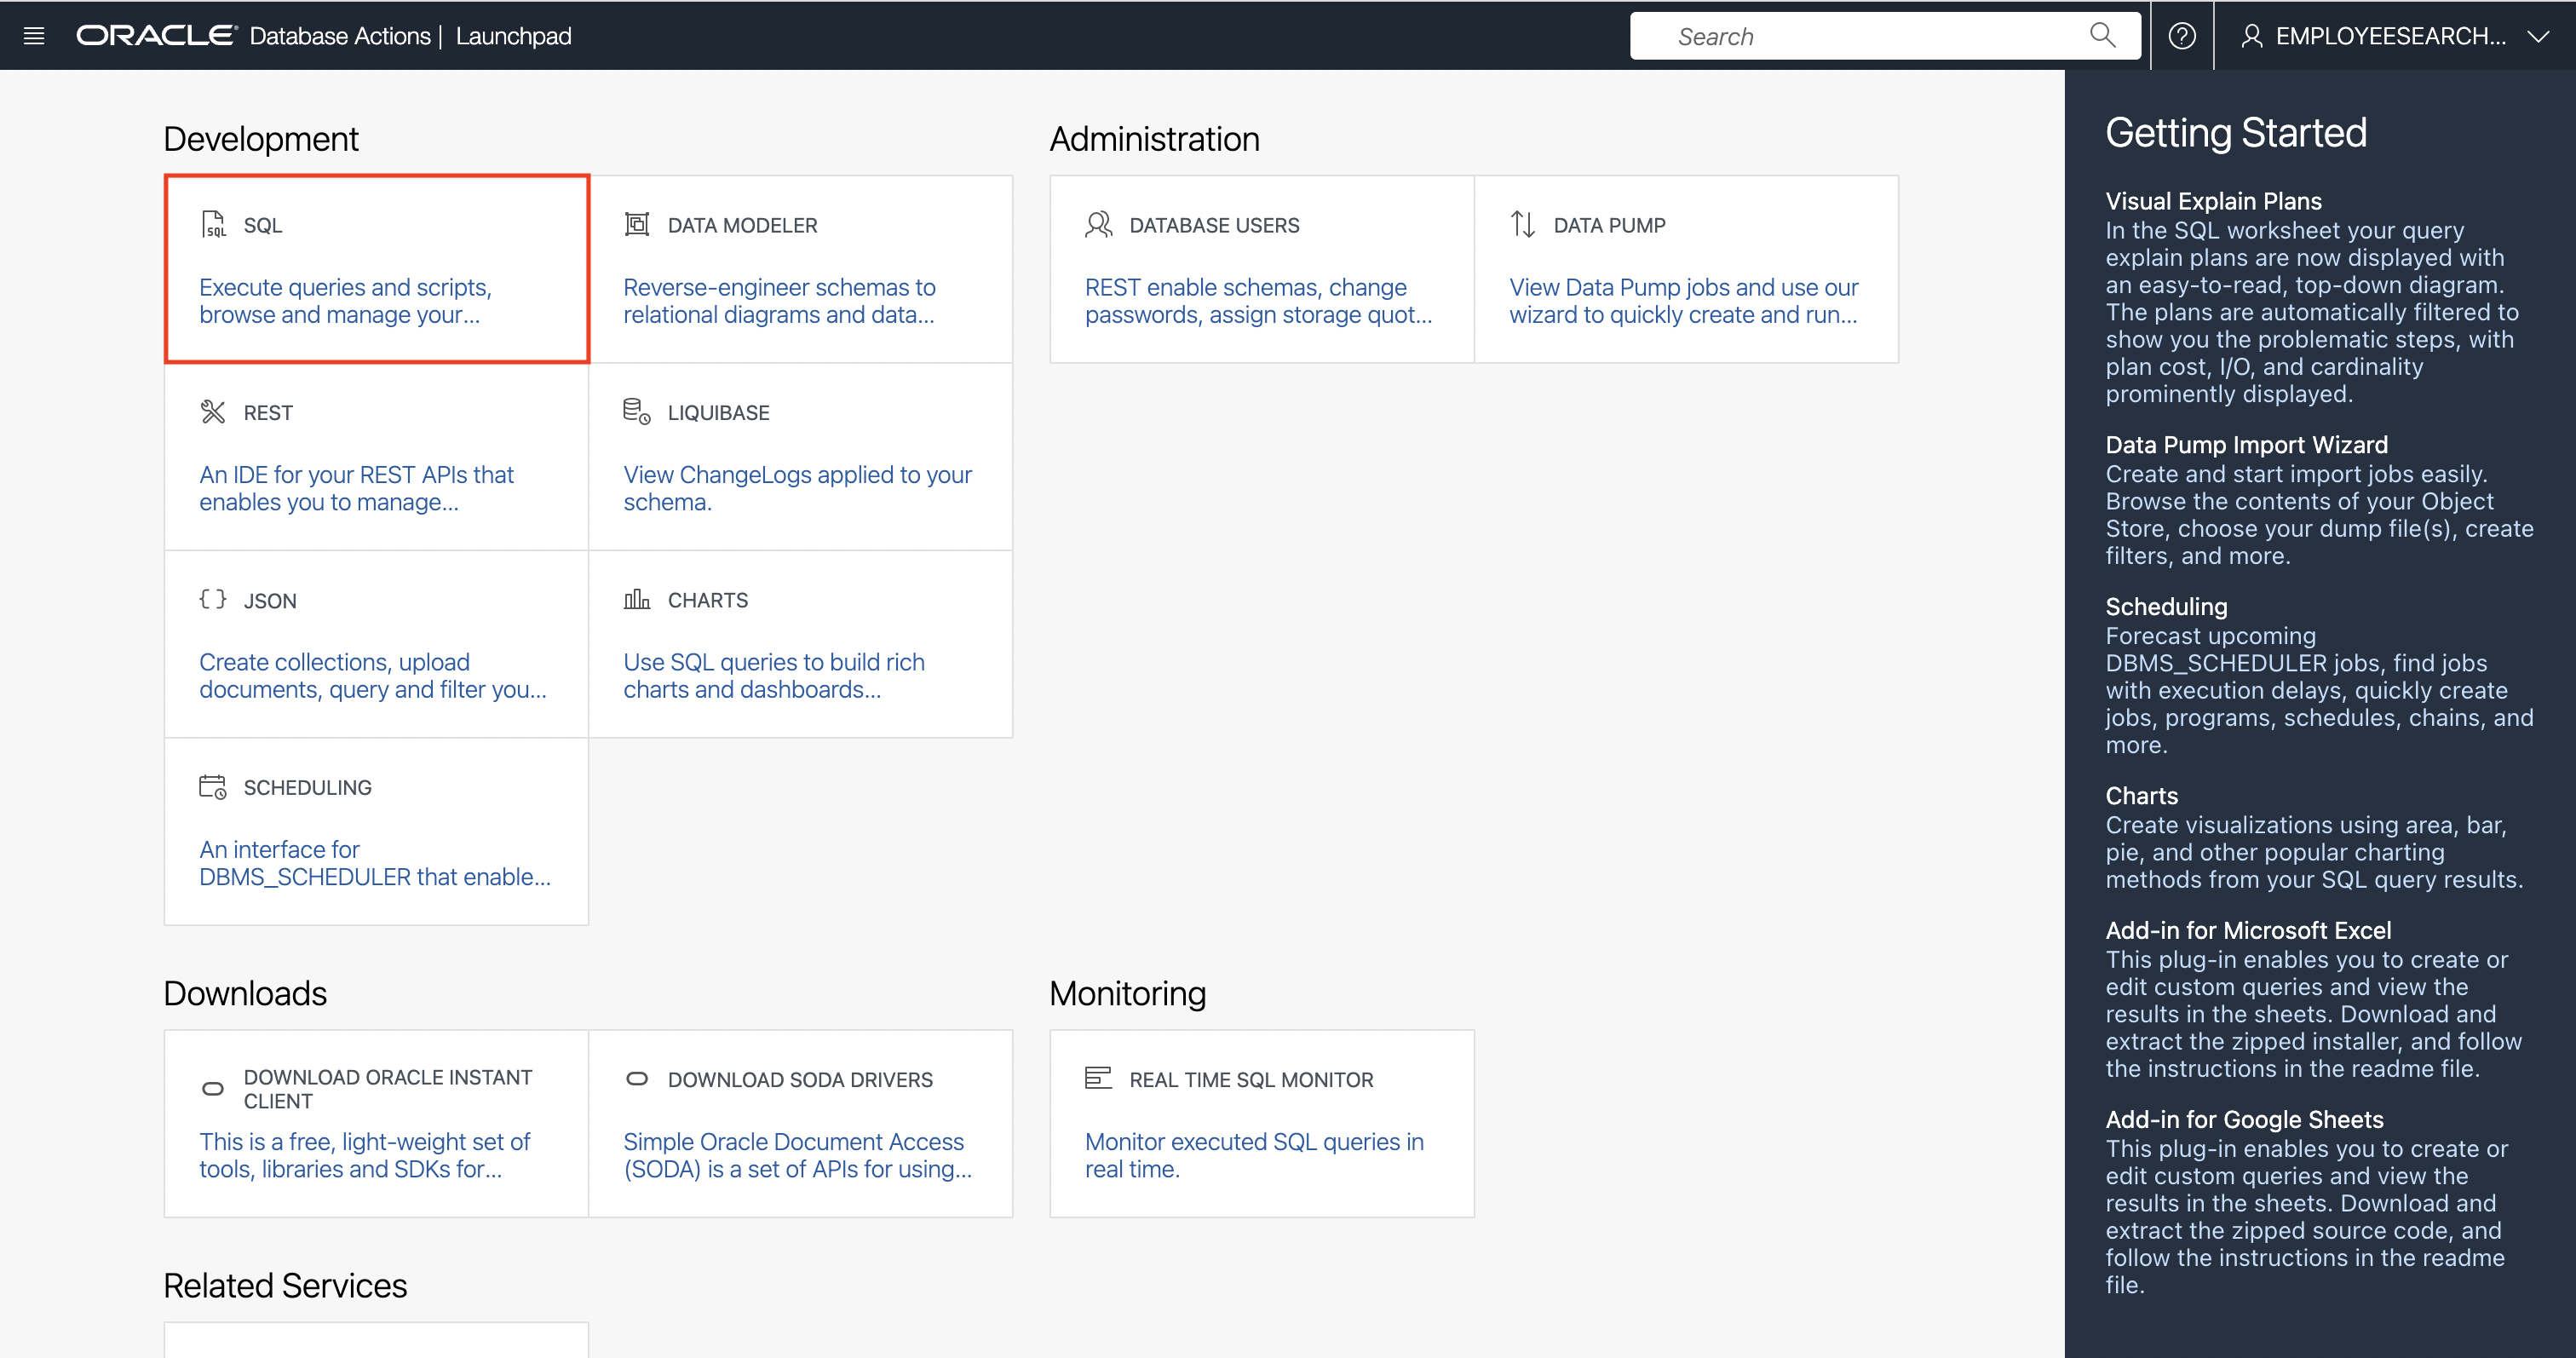 ORACLE® Database Actions | Launchpad
Search
EMPLOYEESEARCH...
Development
SQL
Execute queries and scripts,
browse and manage your...
DATA MODELER
Reverse-engineer schemas to
relational diagrams and data...
REST
An IDE for your REST APIs that
enables you to manage...
LIQUIBASE
View ChangeLogs applied to your
schema.
JSON
Create collections, upload
documents, query and filter you...
CHARTS
Use SQL queries to build rich
charts and dashboards...
SCHEDULING
An interface for
DBMS_SCHEDULER that enable...
Administration
DATABASE USERS
REST enable schemas, change
passwords, assign storage quot...
DATA PUMP
View Data Pump jobs and use our
wizard to quickly create and run...
Downloads
DOWNLOAD ORACLE INSTANT
CLIENT
This is a free, light-weight set of
tools, libraries and SDKs for...
DOWNLOAD SODA DRIVERS
Simple Oracle Document Access
(SODA) is a set of APIs for using...
Monitoring
REAL TIME SQL MONITOR
Monitor executed SQL queries in
real time.
Related Services
Getting Started
Visual Explain Plans
In the SQL worksheet your query
explain plans are now displayed with
an easy-to-read, top-down diagram.
The plans are automatically filtered to
show you the problematic steps, with
plan cost, I/O, and cardinality
prominently displayed.
Data Pump Import Wizard
Create and start import jobs easily.
Browse the contents of your Object
Store, choose your dump file(s), create
filters, and more.
Scheduling
Forecast upcoming
DBMS_SCHEDULER jobs, find jobs
with execution delays, quickly create
jobs, programs, schedules, chains, and
more.
Charts
Create visualizations using area, bar,
pie, and other popular charting
methods from your SQL query results.
Add-in for Microsoft Excel
This plug-in enables you to create or
edit custom queries and view the
results in the sheets. Download and
extract the zipped installer, and follow
the instructions in the readme file.
Add-in for Google Sheets
This plug-in enables you to create or
edit custom queries and view the
results in the sheets. Download and
extract the zipped source code, and
follow the instructions in the readme
file.